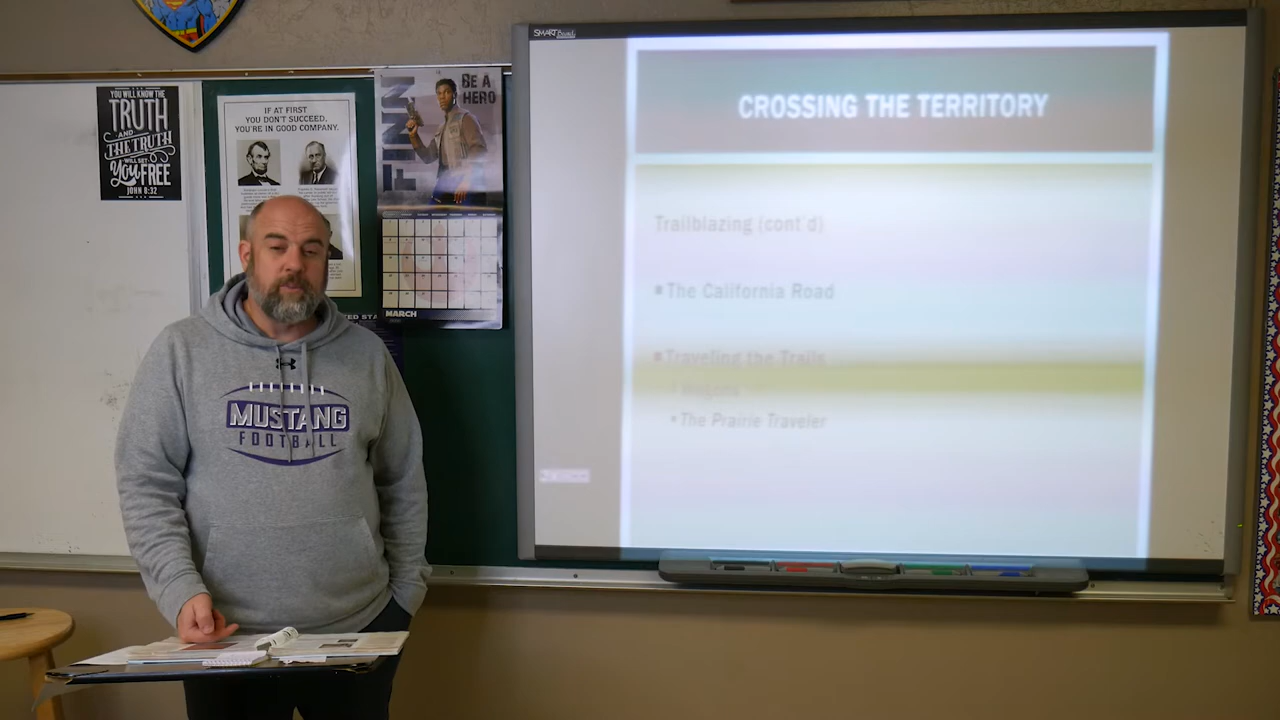 YOU WILL KNOW THE
TRUTH
AND
THE TRUTH
WILL SET
You FREE
JOHN 8:32
IF AT FIRST
YOU DON'T SUCCEED,
YOU'RE IN GOOD COMPANY.
FINN
BE A
HERO
MARCH
MUSTANG
FOOTBALL
SMART Board
CROSSING THE TERRITORY
Trailblazing (cont'd)
▪The California Road
▪Traveling the Trails
▪The Prairie Traveler